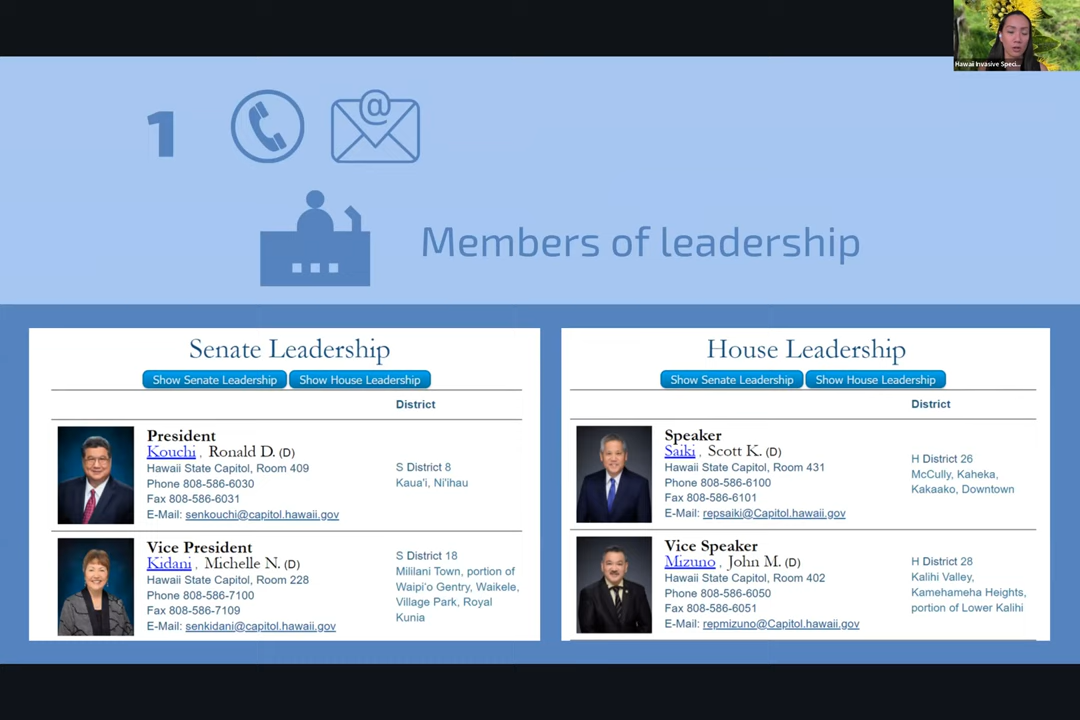 Hawaii Invasive Speci...
1
@
Members of leadership
Senate Leadership
Show Senate Leadership Show House Leadership
District
President
Kouchi , Ronald D. (D)
Hawaii State Capitol, Room 409
Phone 808-586-6030
Fax 808-586-6031
E-Mail: senkouchi@capitol.hawaii.gov
S District 8
Kaua'i, Ni'ihau
Vice President
Kidani , Michelle N. (D)
Hawaii State Capitol, Room 228
Phone 808-586-7100
Fax 808-586-7109
E-Mail: senkidani@capitol.hawaii.gov
S District 18
Mililani Town, portion of
Waipi'o Gentry, Waikele,
Village Park, Royal
Kunia
House Leadership
Show Senate Leadership Show House Leadership
District
Speaker
Saiki , Scott K. (D)
Hawaii State Capitol, Room 431
Phone 808-586-6100
Fax 808-586-6101
E-Mail: repsaiki@Capitol.hawaii.gov
H District 26
McCully, Kaheka,
Kakaako, Downtown
Vice Speaker
Mizuno , John M. (D)
Hawaii State Capitol, Room 402
Phone 808-586-6050
Fax 808-586-6051
E-Mail: repmizuno@Capitol.hawaii.gov
H District 28
Kalihi Valley,
Kamehameha Heights,
portion of Lower Kalihi